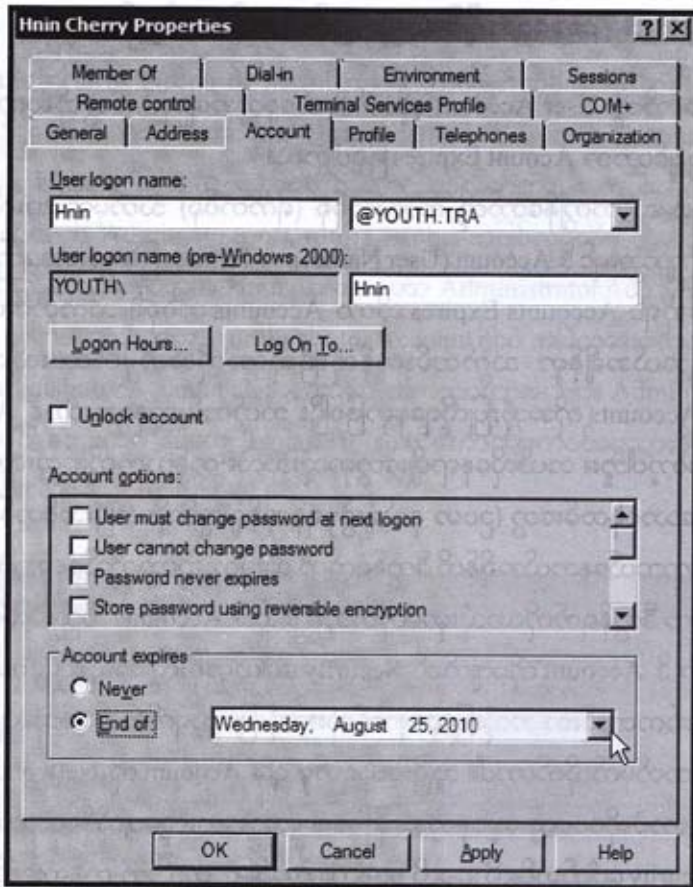 Hnin Cherry Properties
Member Of Dial-in Environment Sessions
Remote control Terminal Services Profile COM+
General Address Account Profile Telephones Organization
User logon name:
Hnin @YOUTH.TRA
User logon name (pre-Windows 2000):
YOUTH\ Hnin
Logon Hours... Log On To...
Unlock account
Account options:
User must change password at next logon
User cannot change password
Password never expires
Store password using reversible encryption
Account expires
Never
End of: Wednesday, August 25, 2010
OK Cancel Apply Help